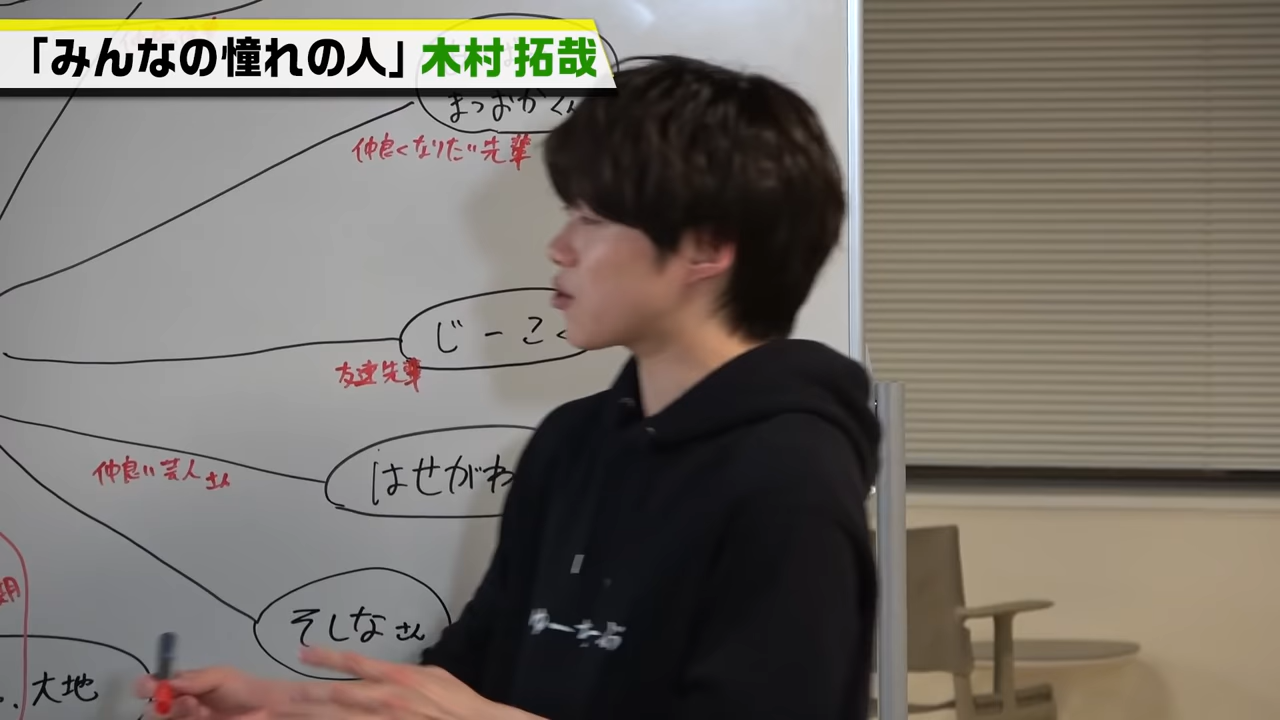 「みんなの憧れの人」木村拓哉
まつおかくん
仲良くなりたい先輩
じーこく
友達先輩
はせがわ
仲良い芸人さん
そしなさん
期
大地